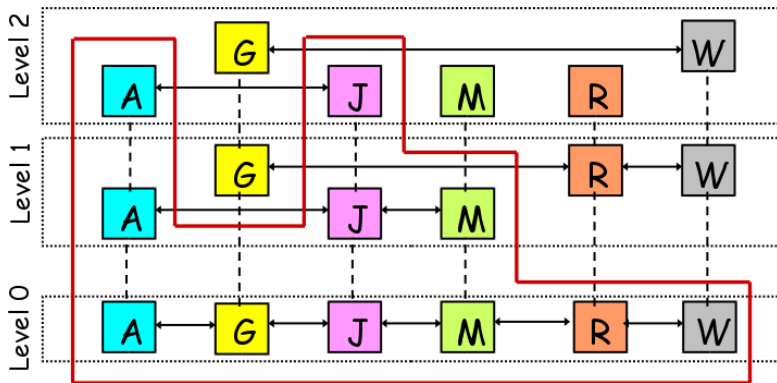 Level 2
G W
A J M R
Level 1
G R W
A J M
Level 0
A G J M R W